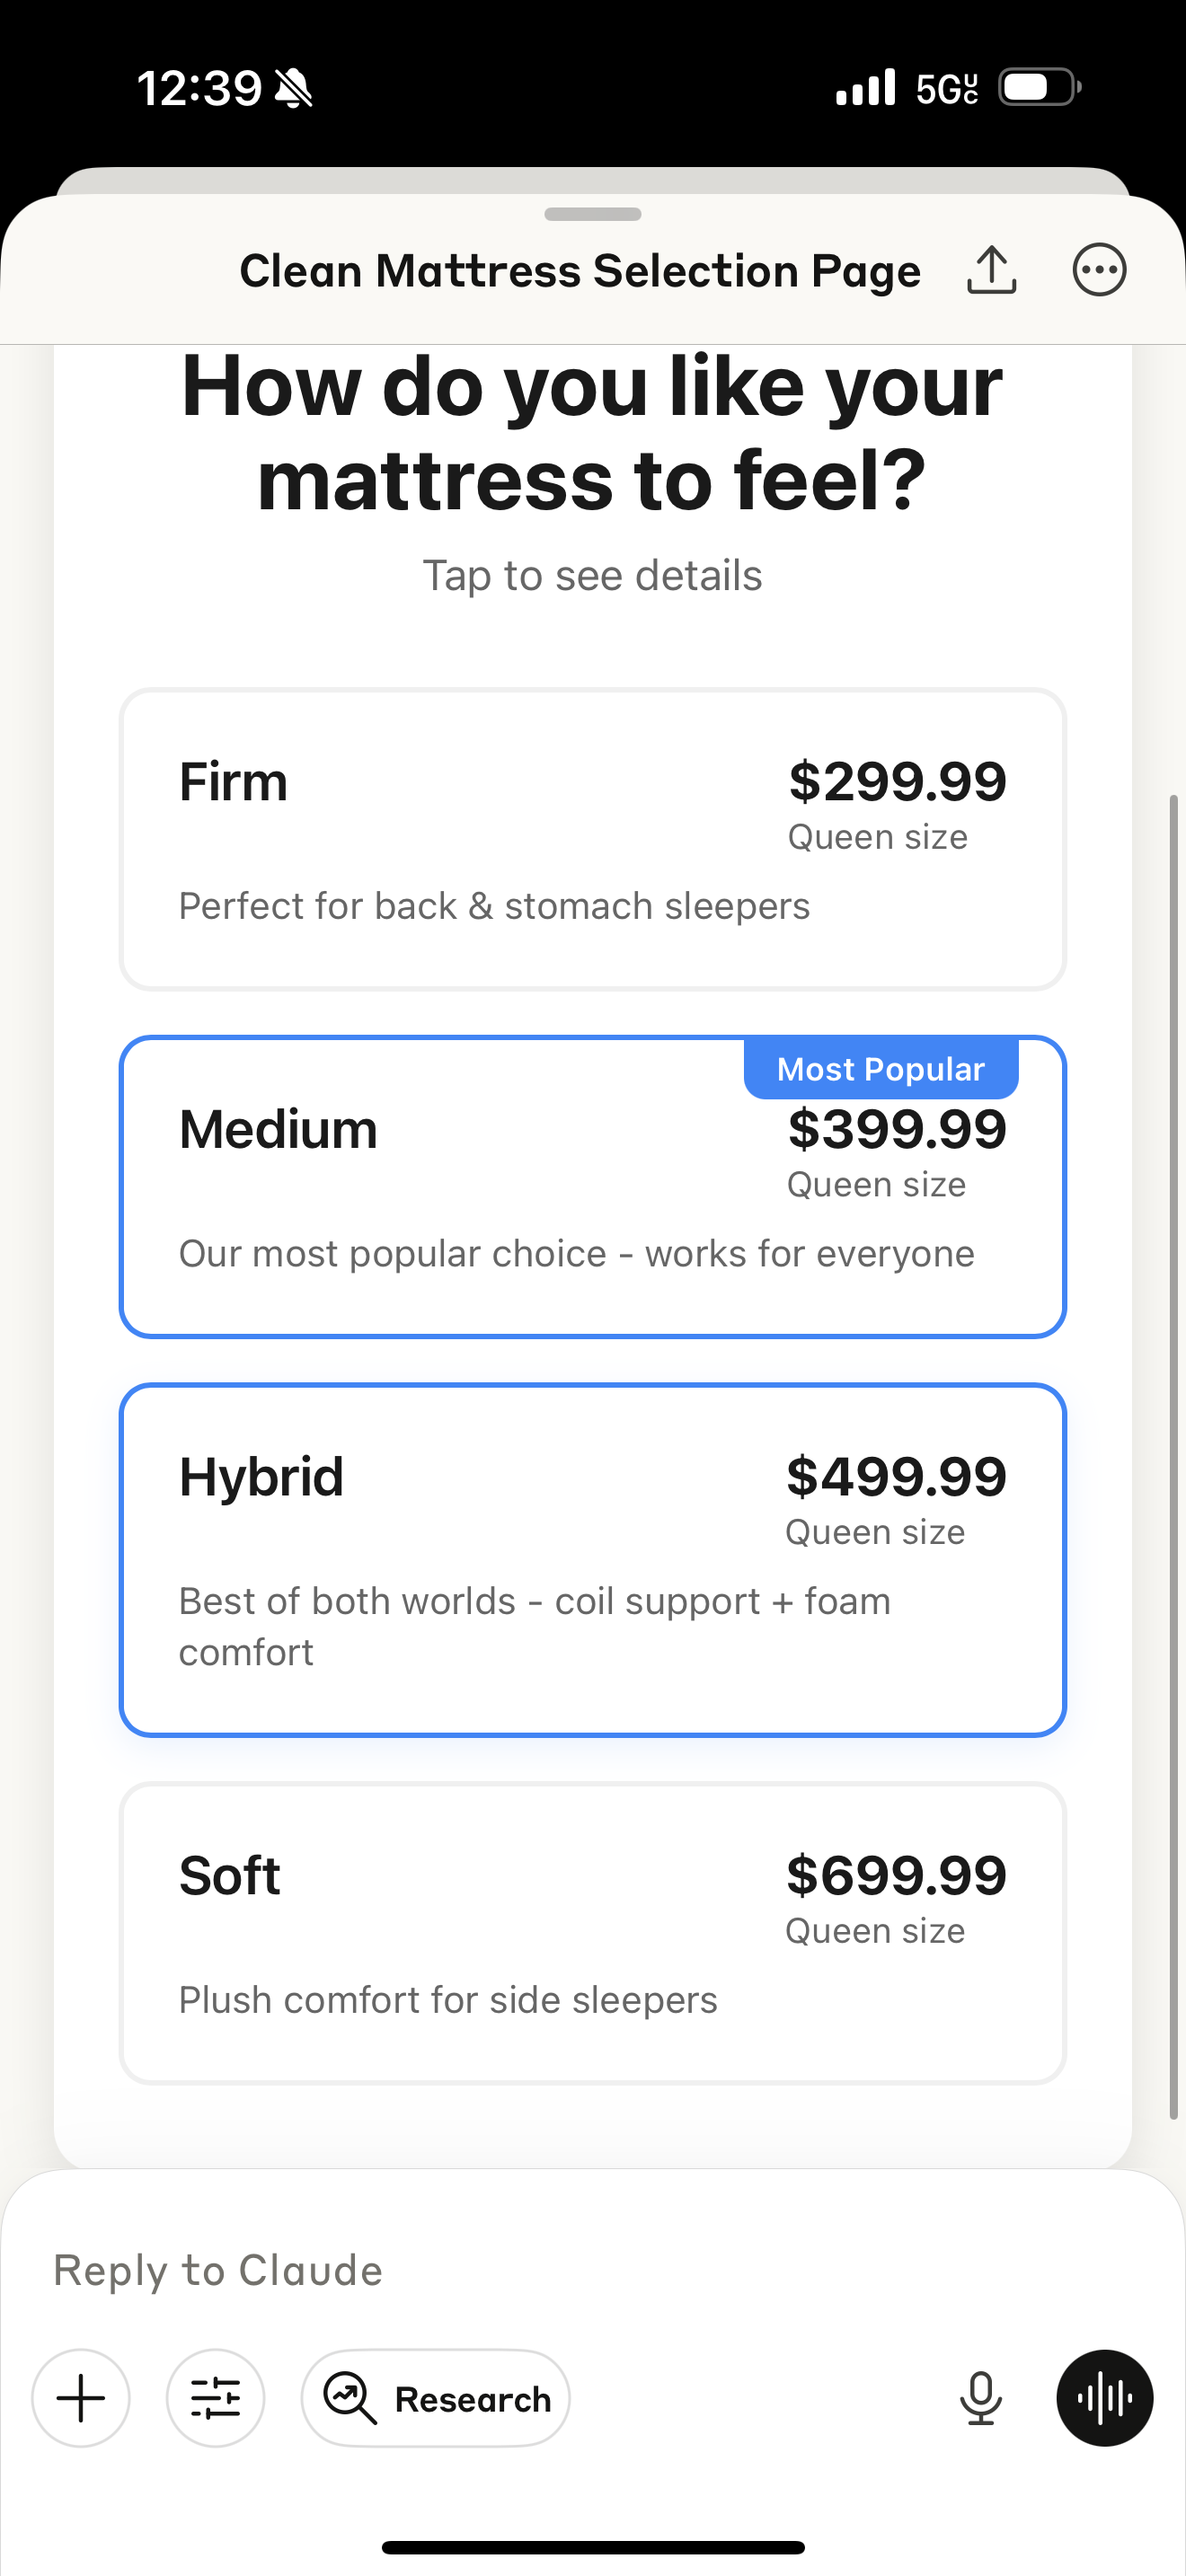 12:39
5GUC
Clean Mattress Selection Page
How do you like your
mattress to feel?
Tap to see details
Firm
$299.99
Queen size
Perfect for back & stomach sleepers
Most Popular
Medium
$399.99
Queen size
Our most popular choice - works for everyone
Hybrid
$499.99
Queen size
Best of both worlds - coil support + foam
comfort
Soft
$699.99
Queen size
Plush comfort for side sleepers
Reply to Claude
Research